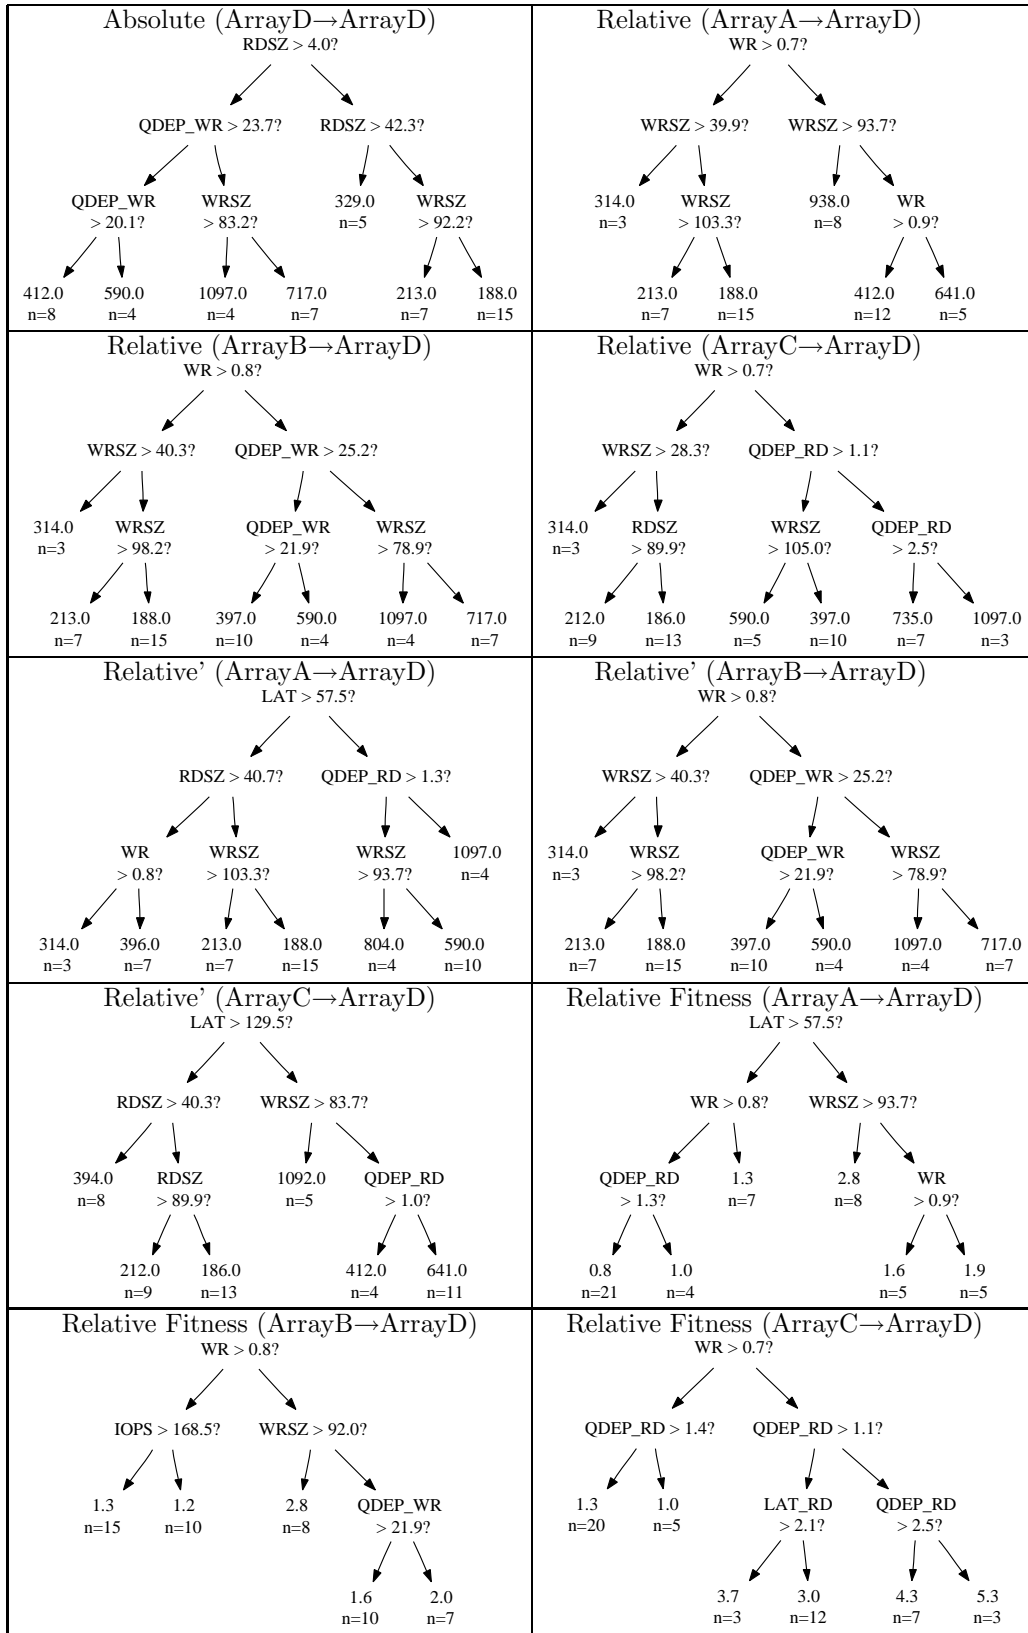 Absolute (ArrayD→ArrayD)
RDSZ > 4.0?
QDEP_WR > 23.7? RDSZ > 42.3?
QDEP_WR WRSZ 329.0 WRSZ
> 20.1? > 83.2? n=5 > 92.2?
412.0 590.0 1097.0 717.0 213.0 188.0
n=8 n=4 n=4 n=7 n=7 n=15
Relative (ArrayA→ArrayD)
WR > 0.7?
WRSZ > 39.9? WRSZ > 93.7?
314.0 WRSZ 938.0 WR
n=3 > 103.3? n=8 > 0.9?
213.0 188.0 412.0 641.0
n=7 n=15 n=12 n=5
Relative (ArrayB→ArrayD)
WR > 0.8?
WRSZ > 40.3? QDEP_WR > 25.2?
314.0 WRSZ QDEP_WR WRSZ
n=3 > 98.2? > 21.9? > 78.9?
213.0 188.0 397.0 590.0 1097.0 717.0
n=7 n=15 n=10 n=4 n=4 n=7
Relative (ArrayC→ArrayD)
WR > 0.7?
WRSZ > 28.3? QDEP_RD > 1.1?
314.0 RDSZ WRSZ QDEP_RD
n=3 > 89.9? > 105.0? > 2.5?
212.0 186.0 590.0 397.0 735.0 1097.0
n=9 n=13 n=5 n=10 n=7 n=3
Relative’ (ArrayA→ArrayD)
LAT > 57.5?
RDSZ > 40.7? QDEP_RD > 1.3?
WR WRSZ WRSZ 1097.0
> 0.8? > 103.3? > 93.7? n=4
314.0 396.0 213.0 188.0 804.0 590.0
n=3 n=7 n=7 n=15 n=4 n=10
Relative’ (ArrayB→ArrayD)
WR > 0.8?
WRSZ > 40.3? QDEP_WR > 25.2?
314.0 WRSZ QDEP_WR WRSZ
n=3 > 98.2? > 21.9? > 78.9?
213.0 188.0 397.0 590.0 1097.0 717.0
n=7 n=15 n=10 n=4 n=4 n=7
Relative’ (ArrayC→ArrayD)
LAT > 129.5?
RDSZ > 40.3? WRSZ > 83.7?
394.0 RDSZ 1092.0 QDEP_RD
n=8 > 89.9? n=5 > 1.0?
212.0 186.0 412.0 641.0
n=9 n=13 n=4 n=11
Relative Fitness (ArrayA→ArrayD)
LAT > 57.5?
WR > 0.8? WRSZ > 93.7?
QDEP_RD 1.3 2.8 WR
> 1.3? n=7 n=8 > 0.9?
0.8 1.0 1.6 1.9
n=21 n=4 n=5 n=5
Relative Fitness (ArrayB→ArrayD)
WR > 0.8?
IOPS > 168.5? WRSZ > 92.0?
1.3 1.2 2.8 QDEP_WR
n=15 n=10 n=8 > 21.9?
1.6 2.0
n=10 n=7
Relative Fitness (ArrayC→ArrayD)
WR > 0.7?
QDEP_RD > 1.4? QDEP_RD > 1.1?
1.3 1.0 LAT_RD QDEP_RD
n=20 n=5 > 2.1? > 2.5?
3.7 3.0 4.3 5.3
n=3 n=12 n=7 n=3